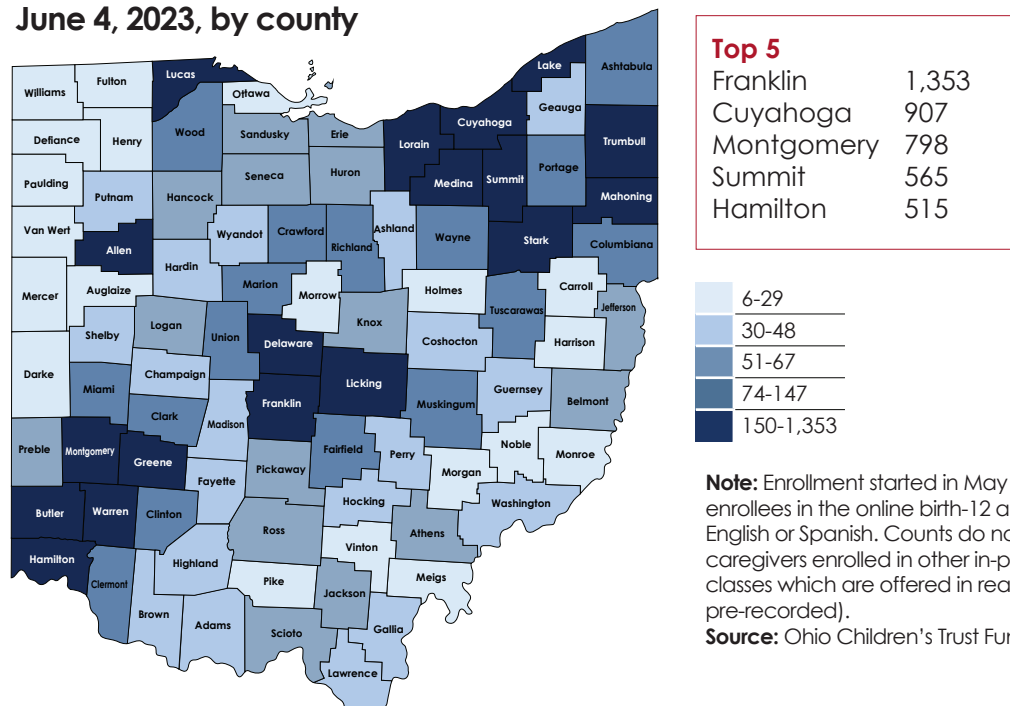 June 4, 2023, by county
Williams
Fulton
Lucas
Ottawa
Lake
Ashtabula
Geauga
Cuyahoga
Defiance
Henry
Wood
Sandusky
Erie
Lorain
Trumbull
Paulding
Putnam
Hancock
Seneca
Huron
Medina
Summit
Portage
Mahoning
Van Wert
Allen
Wyandot
Crawford
Richland
Ashland
Wayne
Stark
Columbiana
Hardin
Mercer
Auglaize
Marion
Morrow
Holmes
Carroll
Jefferson
Shelby
Logan
Union
Delaware
Knox
Coshocton
Tuscarawas
Harrison
Darke
Miami
Champaign
Clark
Madison
Franklin
Licking
Muskingum
Guernsey
Belmont
Preble
Montgomery
Greene
Fayette
Pickaway
Fairfield
Perry
Morgan
Noble
Monroe
Butler
Warren
Clinton
Ross
Hocking
Athens
Washington
Hamilton
Clermont
Highland
Vinton
Pike
Jackson
Meigs
Brown
Adams
Scioto
Gallia
Lawrence
Top 5
Franklin 1,353
Cuyahoga 907
Montgomery 798
Summit 565
Hamilton 515
6-29
30-48
51-67
74-147
150-1,353
Note: Enrollment started in May
enrollees in the online birth-12 a
English or Spanish. Counts do no
caregivers enrolled in other in-p
classes which are offered in rea
pre-recorded).
Source: Ohio Children's Trust Fu